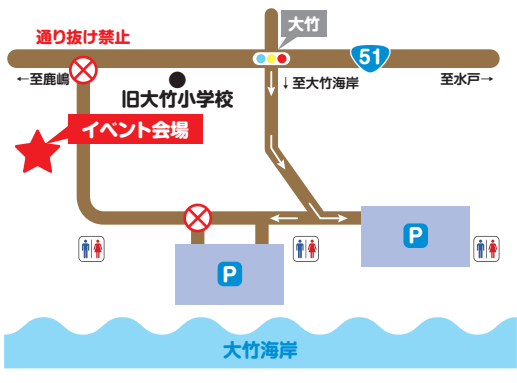 大竹
通り抜け禁止
51
←至鹿嶋
↓至大竹海岸
至水戸→
旧大竹小学校
イベント会場
P
P
大竹海岸